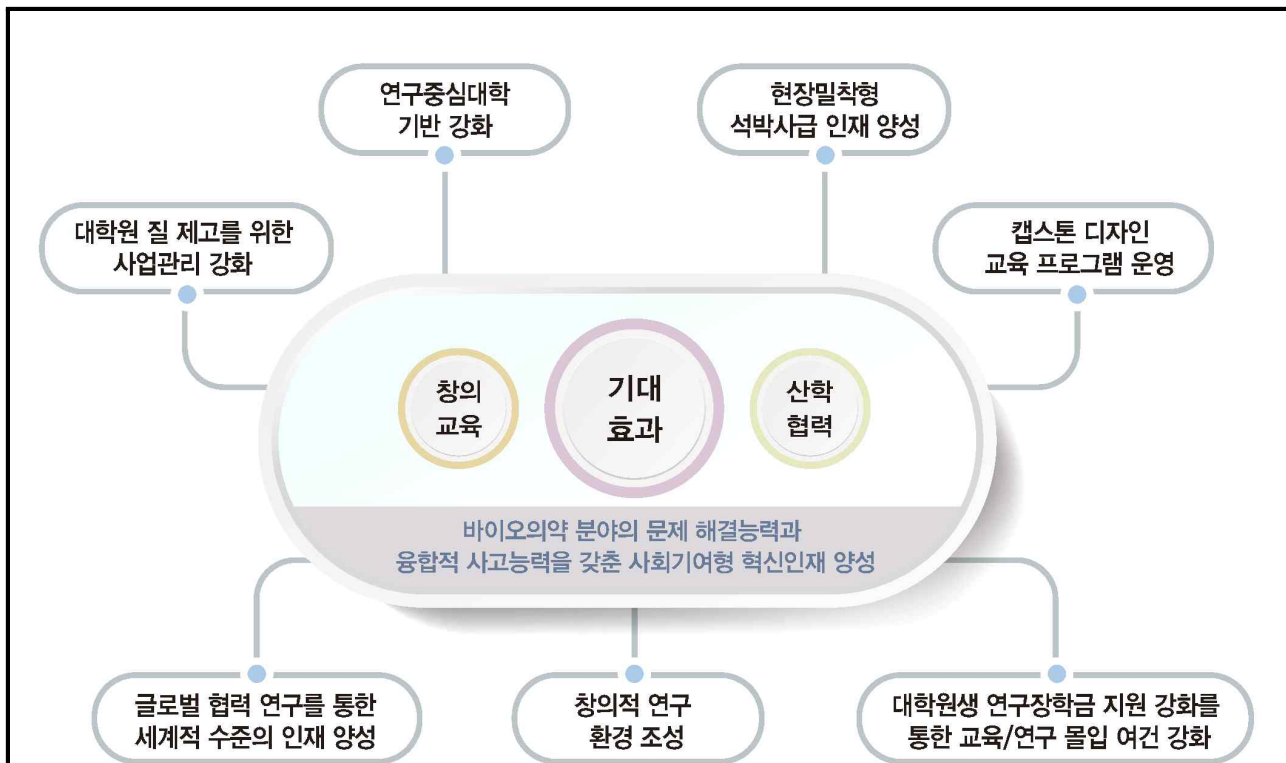 연구중심대학
기반 강화
현장밀착형
석박사급 인재 양성
대학원 질 제고를 위한
사업관리 강화
캡스톤 디자인
교육 프로그램 운영
창의
교육
기대
효과
산학
협력
바이오의약 분야의 문제 해결능력과
융합적 사고능력을 갖춘 사회기여형 혁신인재 양성
글로벌 협력 연구를 통한
세계적 수준의 인재 양성
창의적 연구
환경 조성
대학원생 연구장학금 지원 강화를
통한 교육/연구 몰입 여건 강화